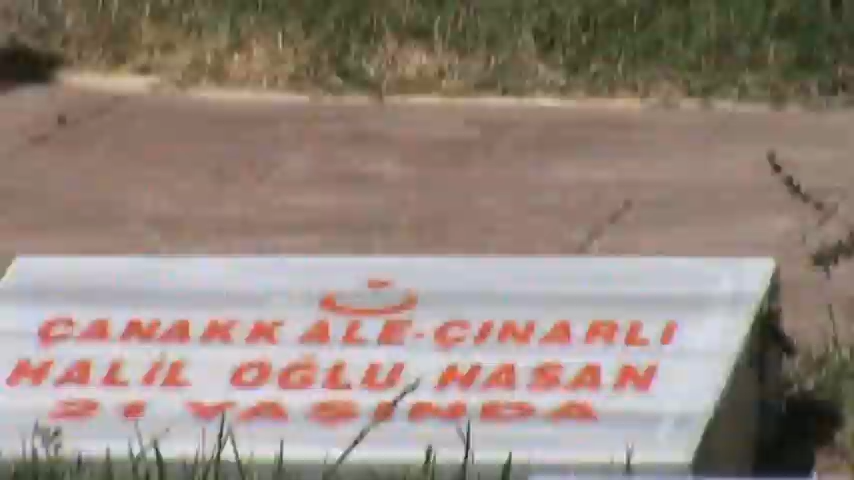 ÇANAKKALE-ÇINARLI
HALİL OĞLU HASAN
21 YAŞINDA